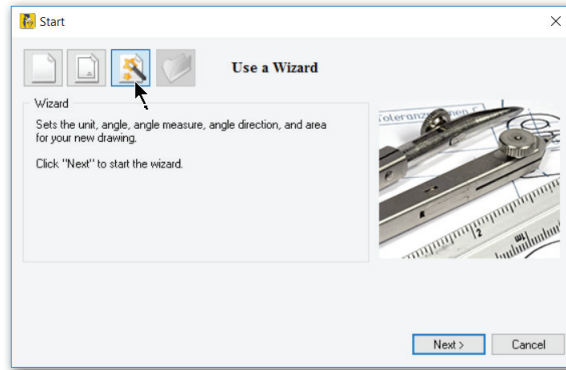 Start
Use a Wizard
Wizard
Sets the unit, angle, angle measure, angle direction, and area
for your new drawing.
Click "Next" to start the wizard.
2
Next >
Cancel